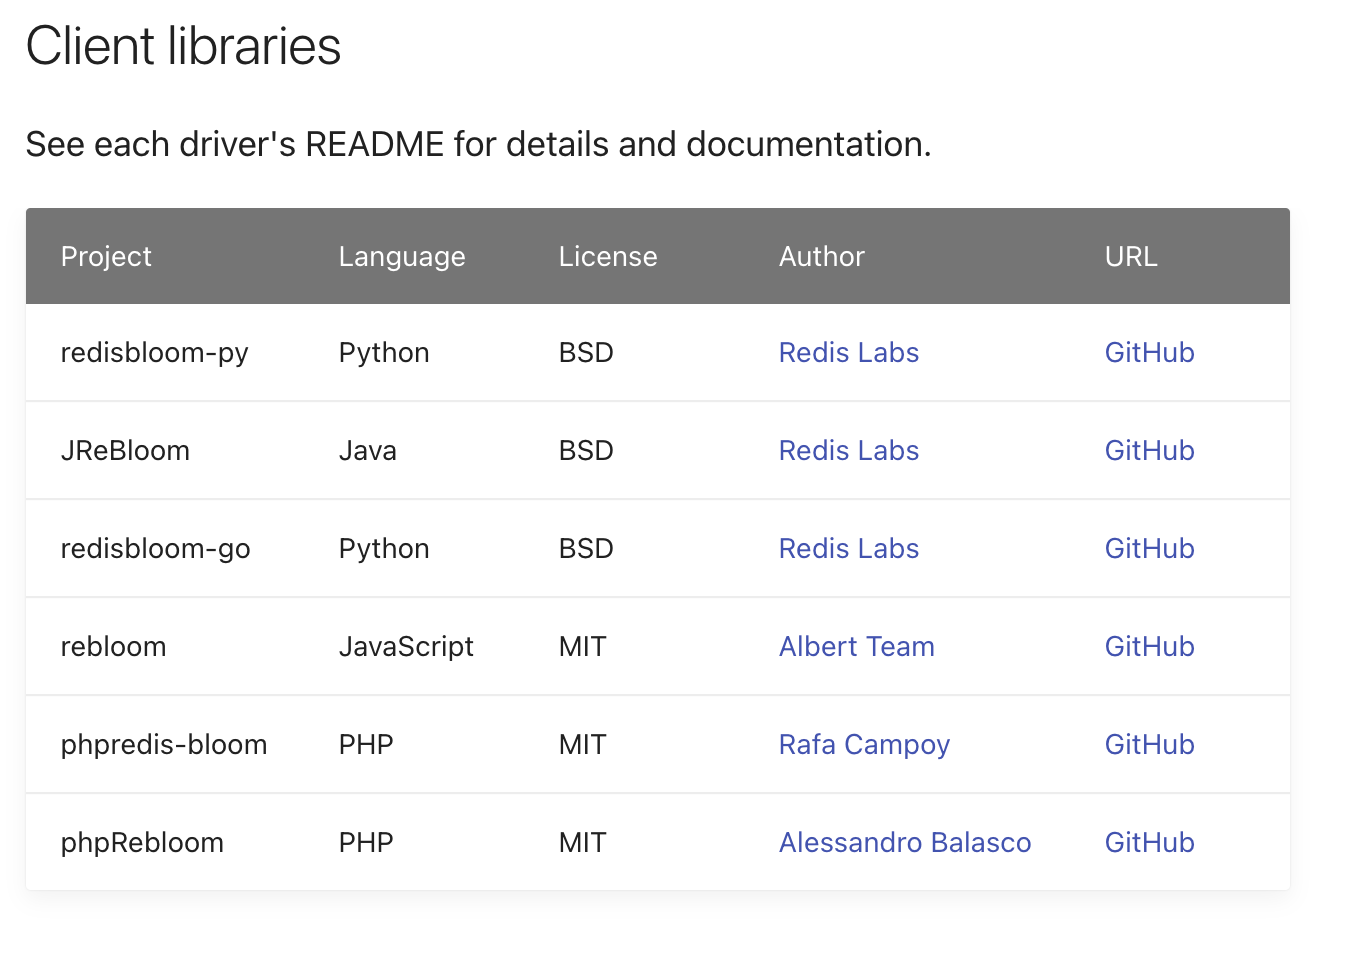 Client libraries
See each driver's README for details and documentation.
Project Language License Author URL
redisbloom-py Python BSD Redis Labs GitHub
JReBloom Java BSD Redis Labs GitHub
redisbloom-go Python BSD Redis Labs GitHub
rebloom JavaScript MIT Albert Team GitHub
phpredis-bloom PHP MIT Rafa Campoy GitHub
phpRebloom PHP MIT Alessandro Balasco GitHub